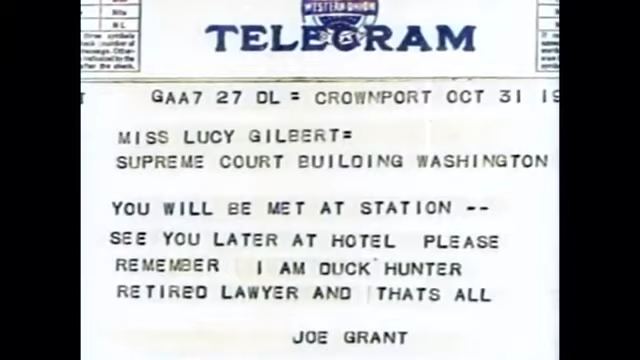 WESTERN UNION
TELEGRAM
GAA7 27 DL = CROWNPORT OCT 31 19
MISS LUCY GILBERT=
SUPREME COURT BUILDING WASHINGTON
YOU WILL BE MET AT STATION --
SEE YOU LATER AT HOTEL PLEASE
REMEMBER I AM DUCK HUNTER
RETIRED LAWYER AND THATS ALL
JOE GRANT